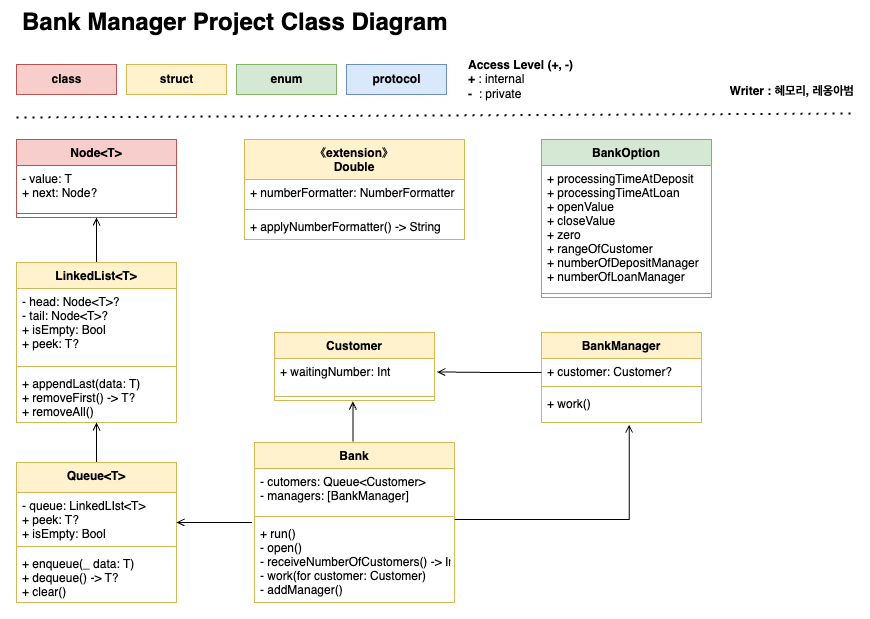 Bank Manager Project Class Diagram
class
struct
enum
protocol
Access Level (+, -)
+ : internal
- : private
Writer : 혜모리, 레옹아범
Node<T>
- value: T
+ next: Node?
《extension》
Double
+ numberFormatter: NumberFormatter
+ applyNumberFormatter() -> String
BankOption
+ processingTimeAtDeposit
+ processingTimeAtLoan
+ openValue
+ closeValue
+ zero
+ rangeOfCustomer
+ numberOfDepositManager
+ numberOfLoanManager
LinkedList<T>
- head: Node<T>?
- tail: Node<T>?
+ isEmpty: Bool
+ peek: T?
+ appendLast(data: T)
+ removeFirst() -> T?
+ removeAll()
Customer
+ waitingNumber: Int
BankManager
+ customer: Customer?
+ work()
Queue<T>
- queue: LinkedLIst<T>
+ peek: T?
+ isEmpty: Bool
+ enqueue(_ data: T)
+ dequeue() -> T?
+ clear()
Bank
- cutomers: Queue<Customer>
- managers: [BankManager]
+ run()
- open()
- receiveNumberOfCustomers() ->
- work(for customer: Customer)
- addManager()